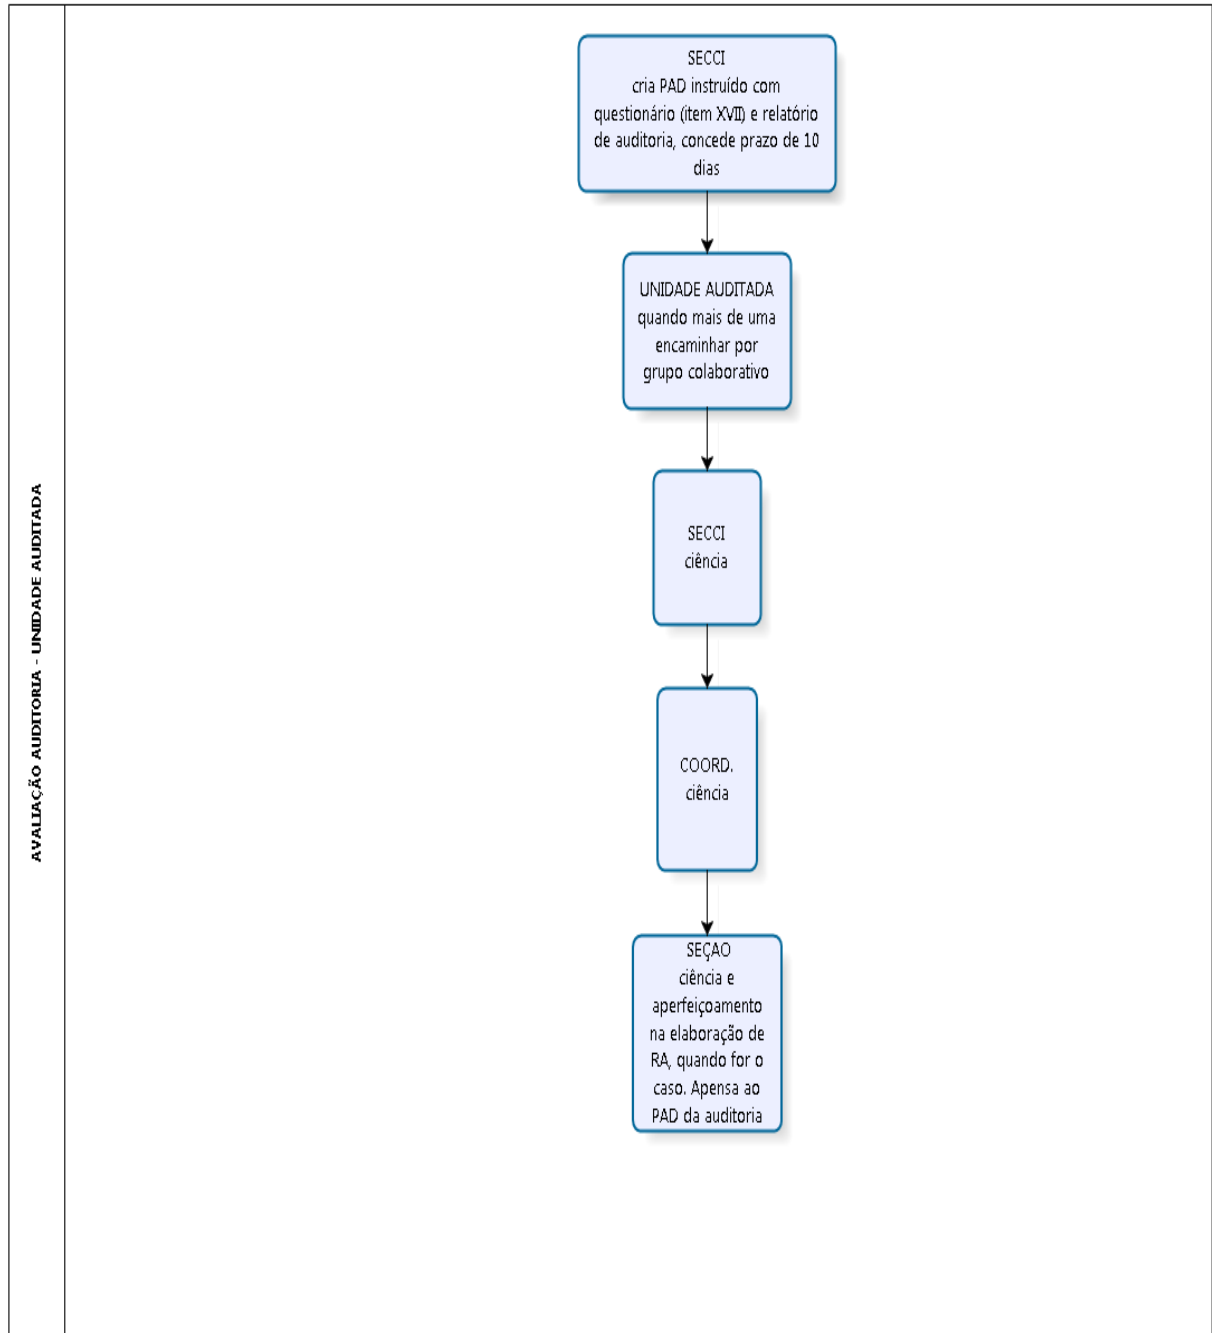 AVALIAÇÃO AUDITORIA - UNIDADE AUDITADA
SECCI
cria PAD instruído com
questionário (item XVII) e relatório
de auditoria, concede prazo de 10
dias
UNIDADE AUDITADA
quando mais de uma
encaminhar por
grupo colaborativo
SECCI
ciência
COORD.
ciência
SEÇAO
ciência e
aperfeiçoamento
na elaboração de
RA, quando for o
caso. Apensa ao
PAD da auditoria